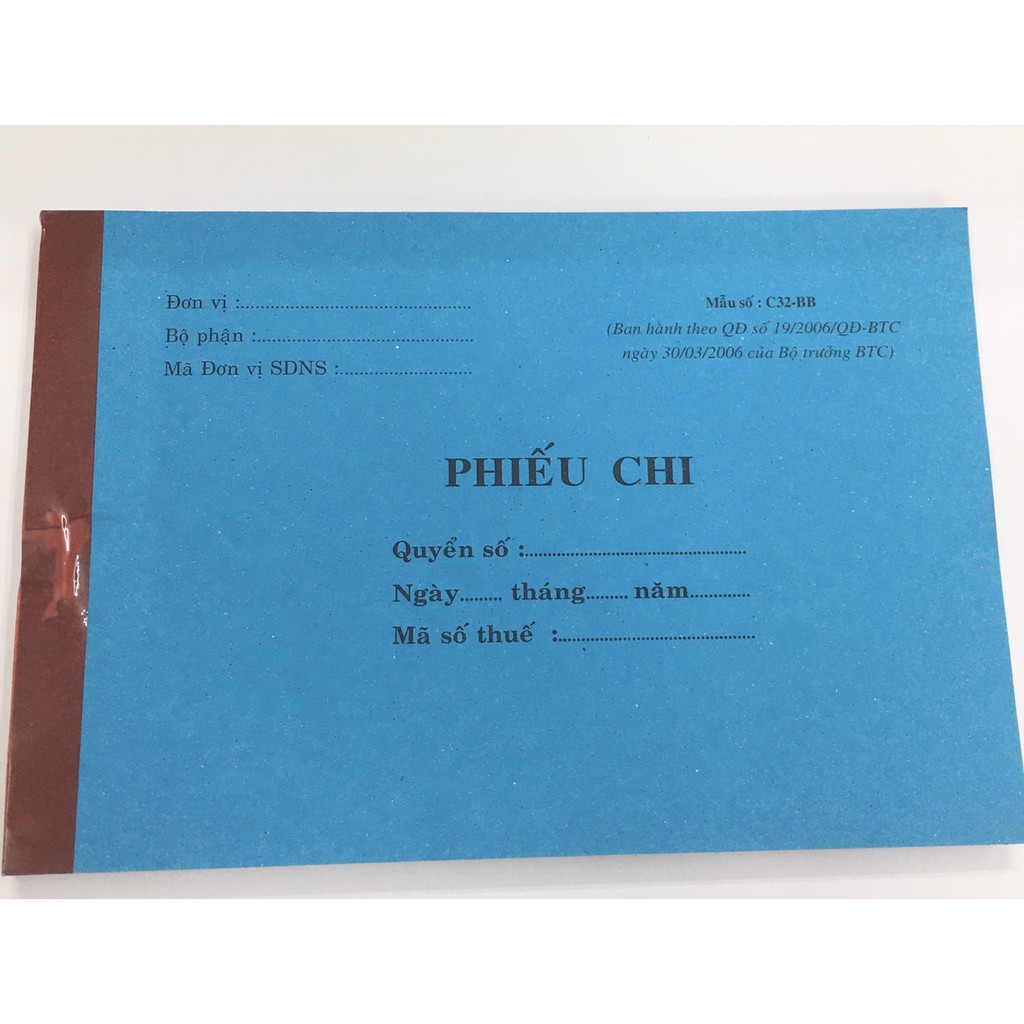 Đơn vị :........................................
Bộ phận :......................................
Mã Đơn vị SDNS :.......................
Mẫu số : C32-BB
(Ban hành theo QĐ số 19/2006/QĐ-BTC
ngày 30/03/2006 của Bộ trưởng BTC)
PHIẾU CHI
Quyển số :................................................
Ngày......... tháng......... năm.............
Mã số thuế :...........................................